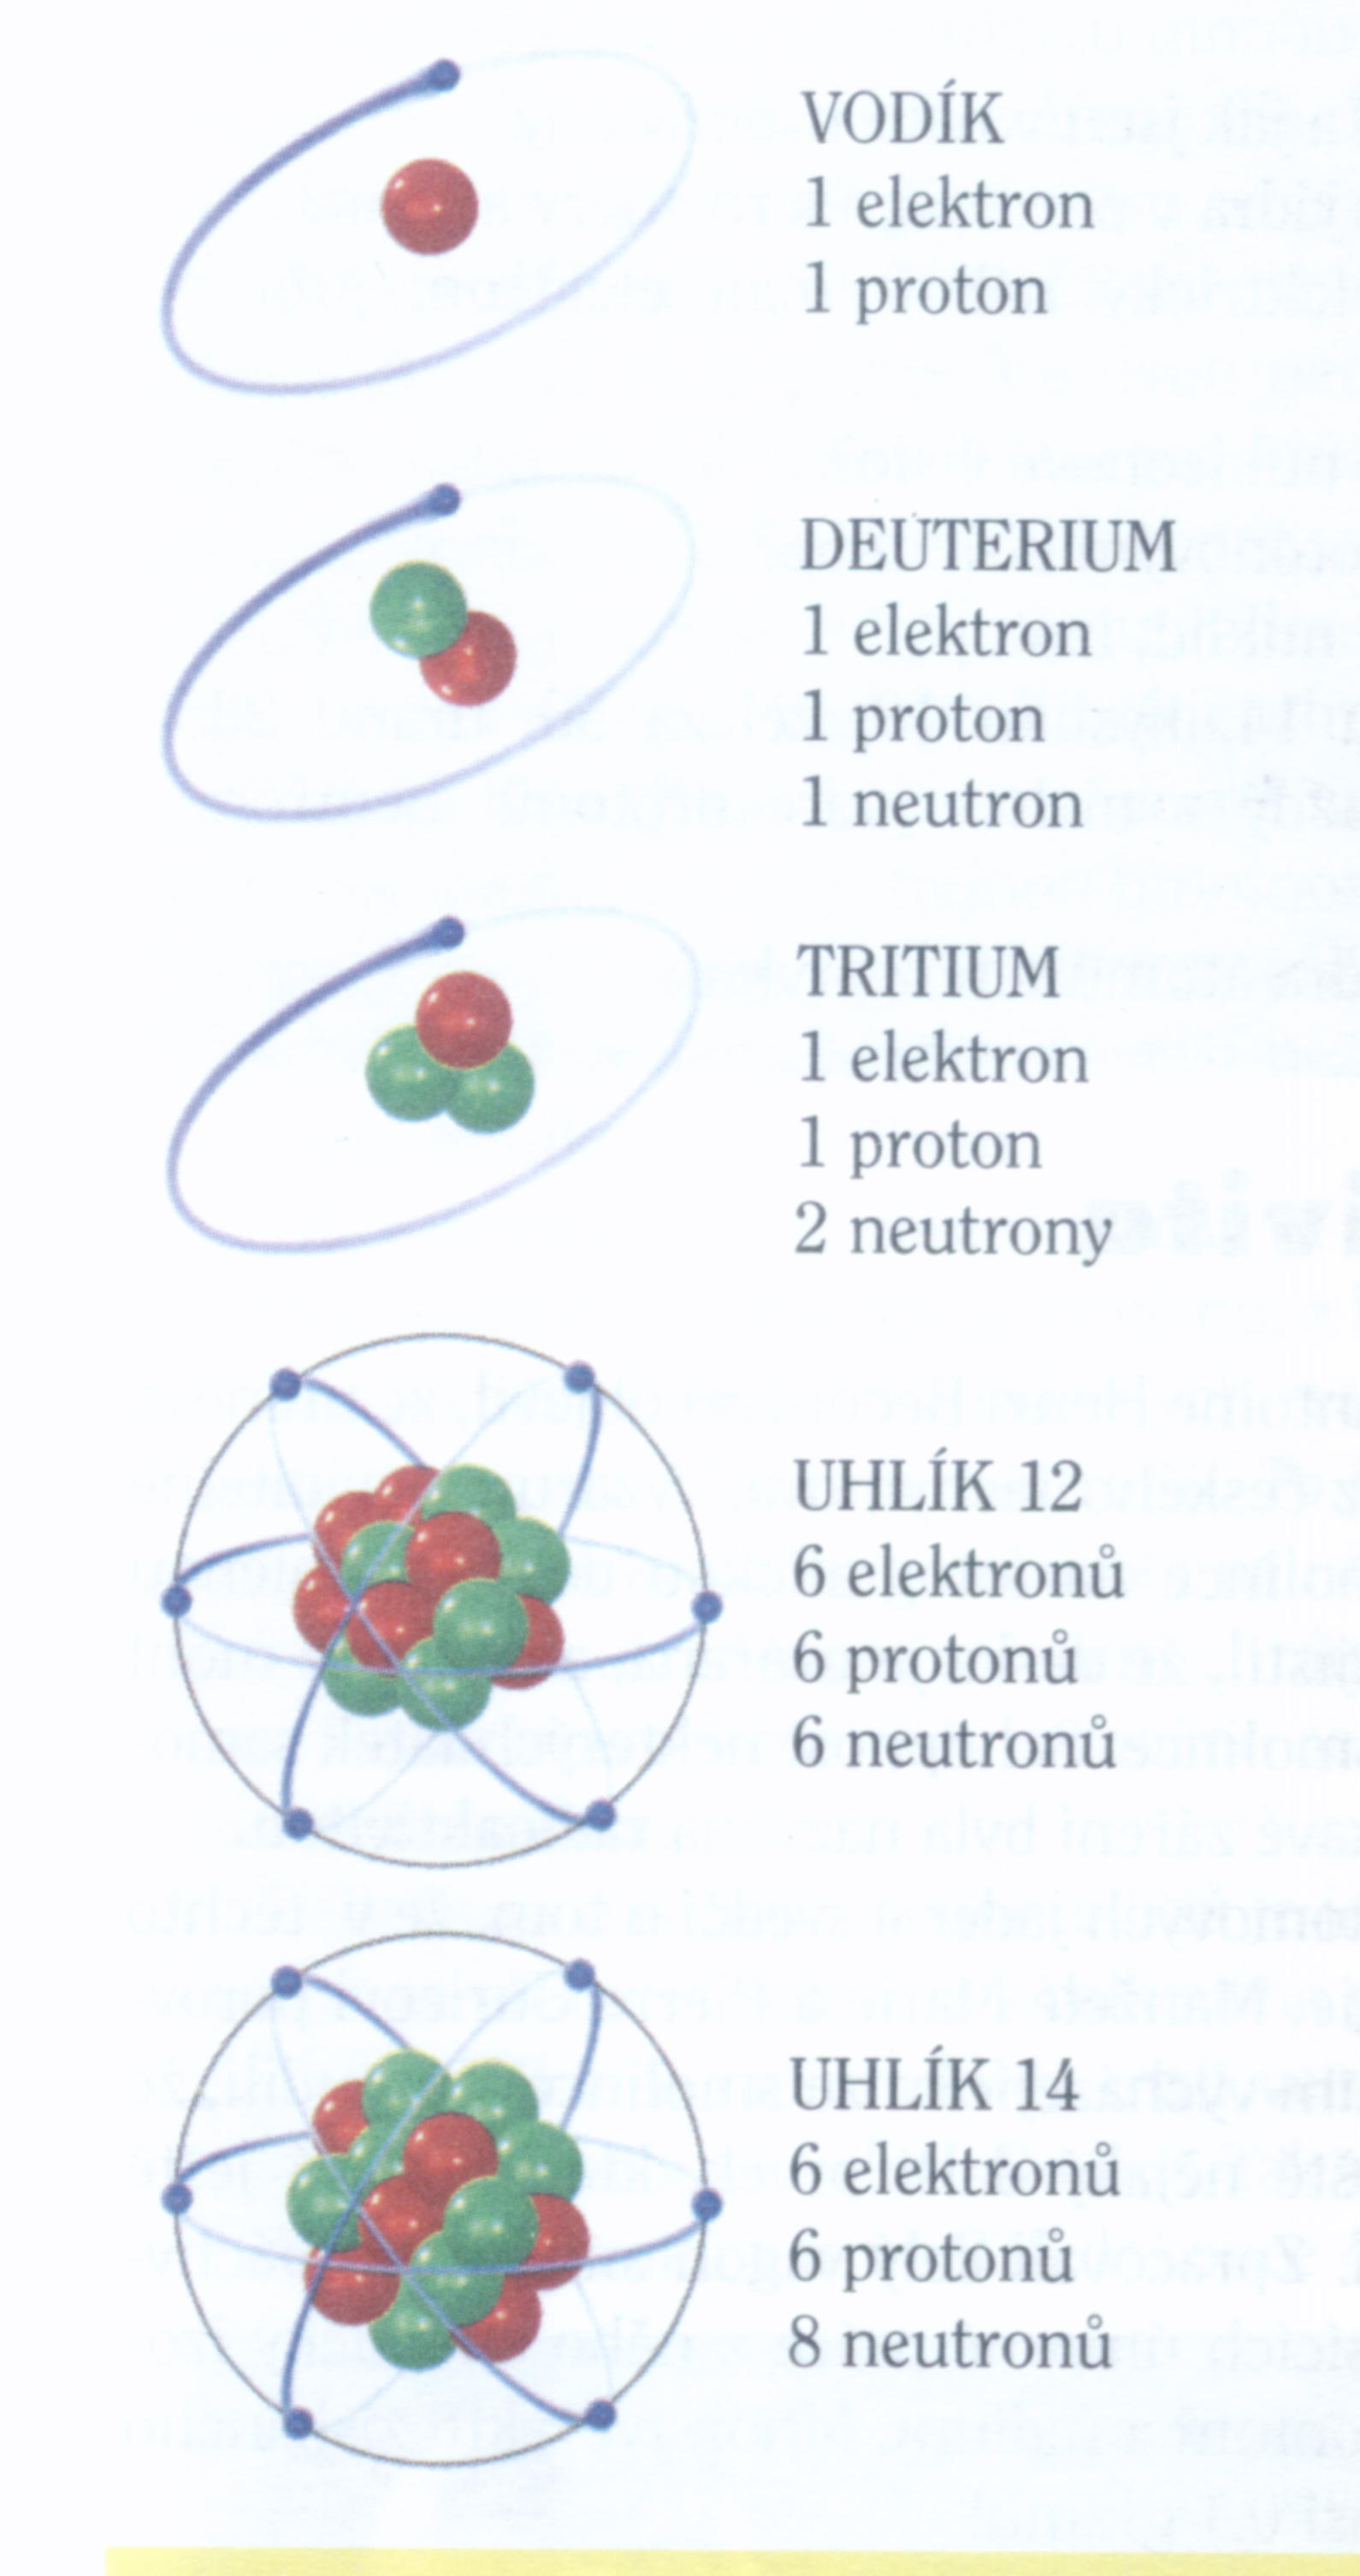 VODÍK
1 elektron
1 proton
DEUTERIUM
1 elektron
1 proton
1 neutron
TRITIUM
1 elektron
1 proton
2 neutrony
UHLÍK 12
6 elektronů
6 protonů
6 neutronů
UHLÍK 14
6 elektronů
6 protonů
8 neutronů